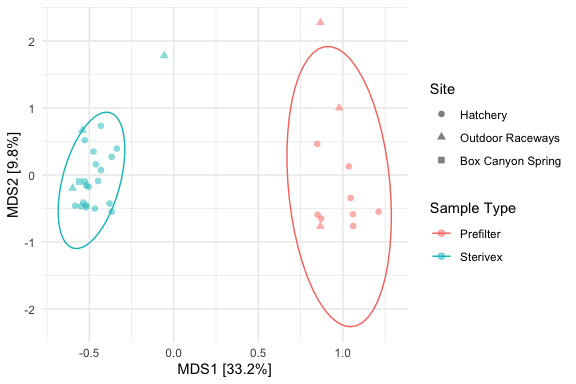 2
1
0
-1
-2
MDS2 [9.8%]
-0.5
0.0
0.5
1.0
MDS1 [33.2%]
Site
Hatchery
Outdoor Raceways
Box Canyon Spring
Sample Type
Prefilter
Sterivex